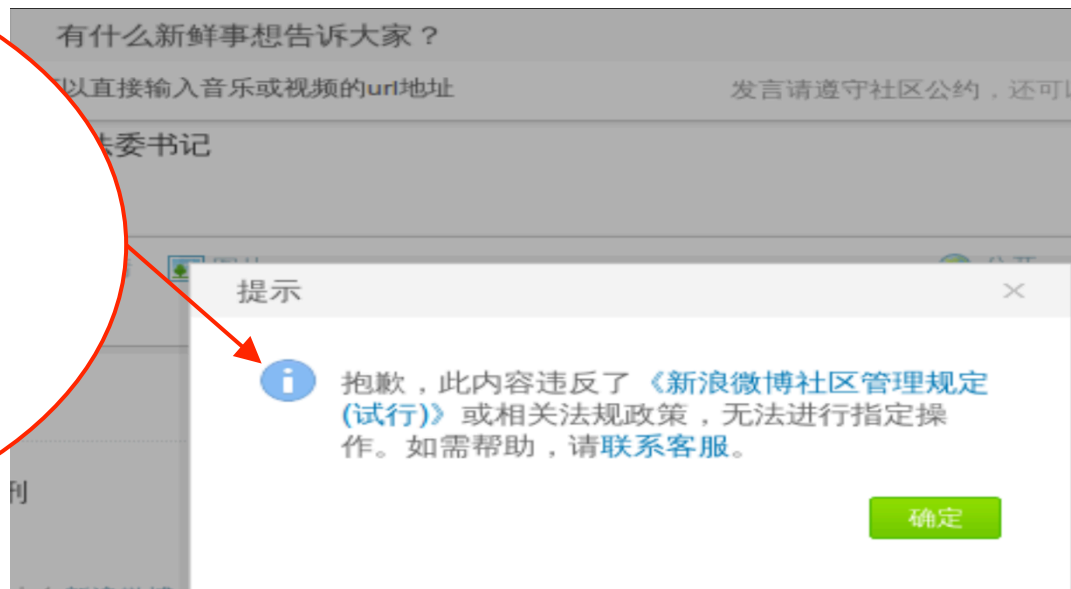 有什么新鲜事想告诉大家？
以直接输入音乐或视频的url地址
发言请遵守社区公约，还可
委书记
提示
抱歉，此内容违反了《新浪微博社区管理规定
(试行)》或相关法规政策，无法进行指定操
作。如需帮助，请联系客服。
确定
刊